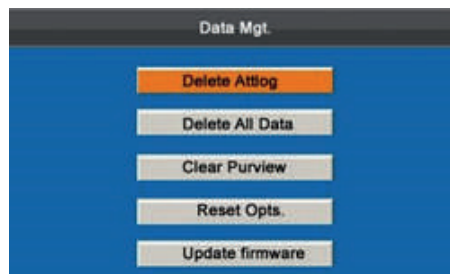 Data Mgt.
Delete Attlog
Delete All Data
Clear Purview
Reset Opts.
Update firmware